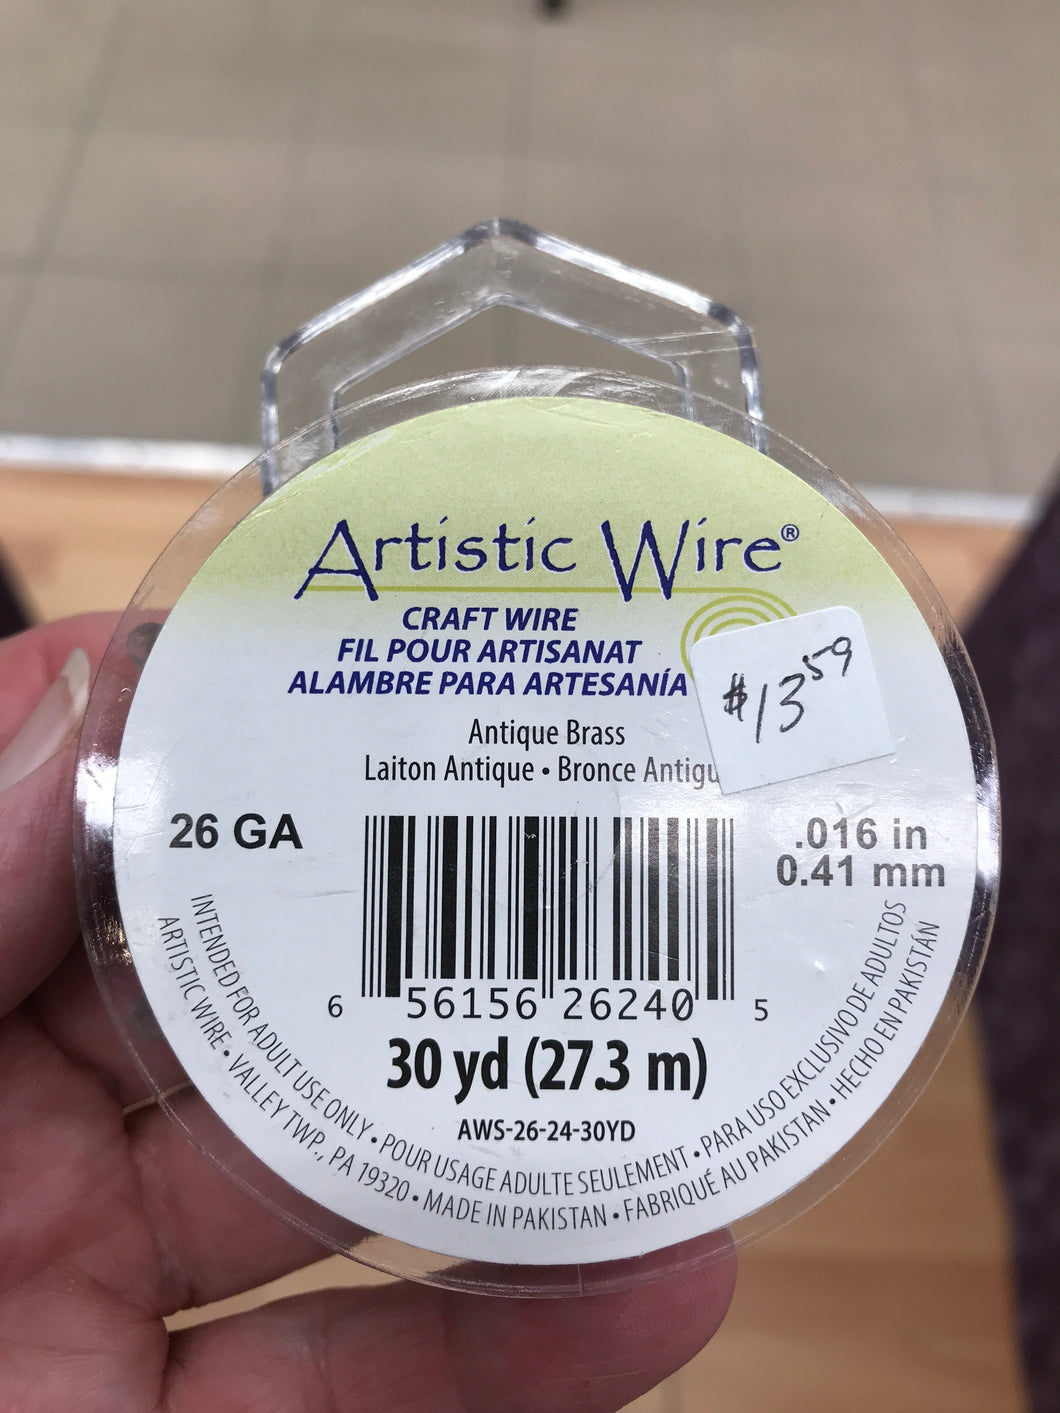 Artistic Wire®
CRAFT WIRE
FIL POUR ARTISANAT
ALAMBRE PARA ARTESANÍA
$13 59
Antique Brass
Laiton Antique • Bronce Antigu
26 GA
.016 in
0.41 mm
6 56156 26240 5
30 yd (27.3 m)
AWS-26-24-30YD
INTENDED FOR ADULT USE ONLY • POUR USAGE ADULTE SEULEMENT • PARA USO EXCLUSIVO DE ADULTOS
ARTISTIC WIRE • VALLEY TWP., PA 19320 • MADE IN PAKISTAN • FABRIQUÉ AU PAKISTAN • HECHO EN PAKISTÁN